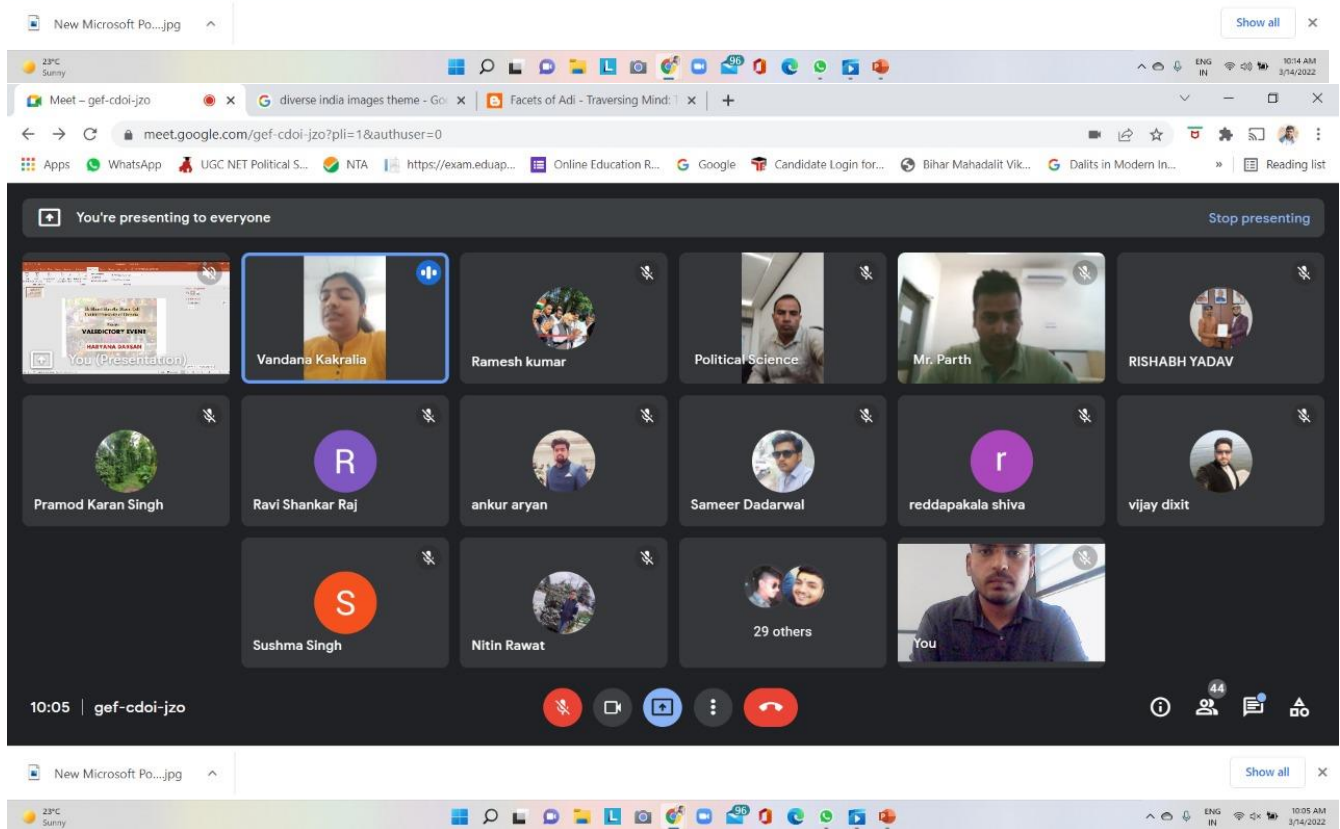 New Microsoft Po....jpg
Show all
23°C
Sunny
96
ENG
IN
10:14 AM
3/14/2022
Meet – gef-cdoi-jzo
diverse india images theme - Go
Facets of Adi - Traversing Mind: T
meet.google.com/gef-cdoi-jzo?pli=1&authuser=0
Apps WhatsApp UGC NET Political S... NTA https://exam.eduap... Online Education R... Google Candidate Login for... Bihar Mahadalit Vik... Dalits in Modern In... » Reading list
You're presenting to everyone
Stop presenting
VALEDICTORY EVENT
HARYANA DARSAN
You (Presentation)
Vandana Kakralia
Ramesh kumar
Political Science
Mr. Parth
RISHABH YADAV
Pramod Karan Singh
R
Ravi Shankar Raj
ankur aryan
Sameer Dadarwal
r
reddapakala shiva
vijay dixit
S
Sushma Singh
Nitin Rawat
29 others
You
10:05 | gef-cdoi-jzo
44
New Microsoft Po....jpg
Show all
23°C
Sunny
96
ENG
IN
10:05 AM
3/14/2022